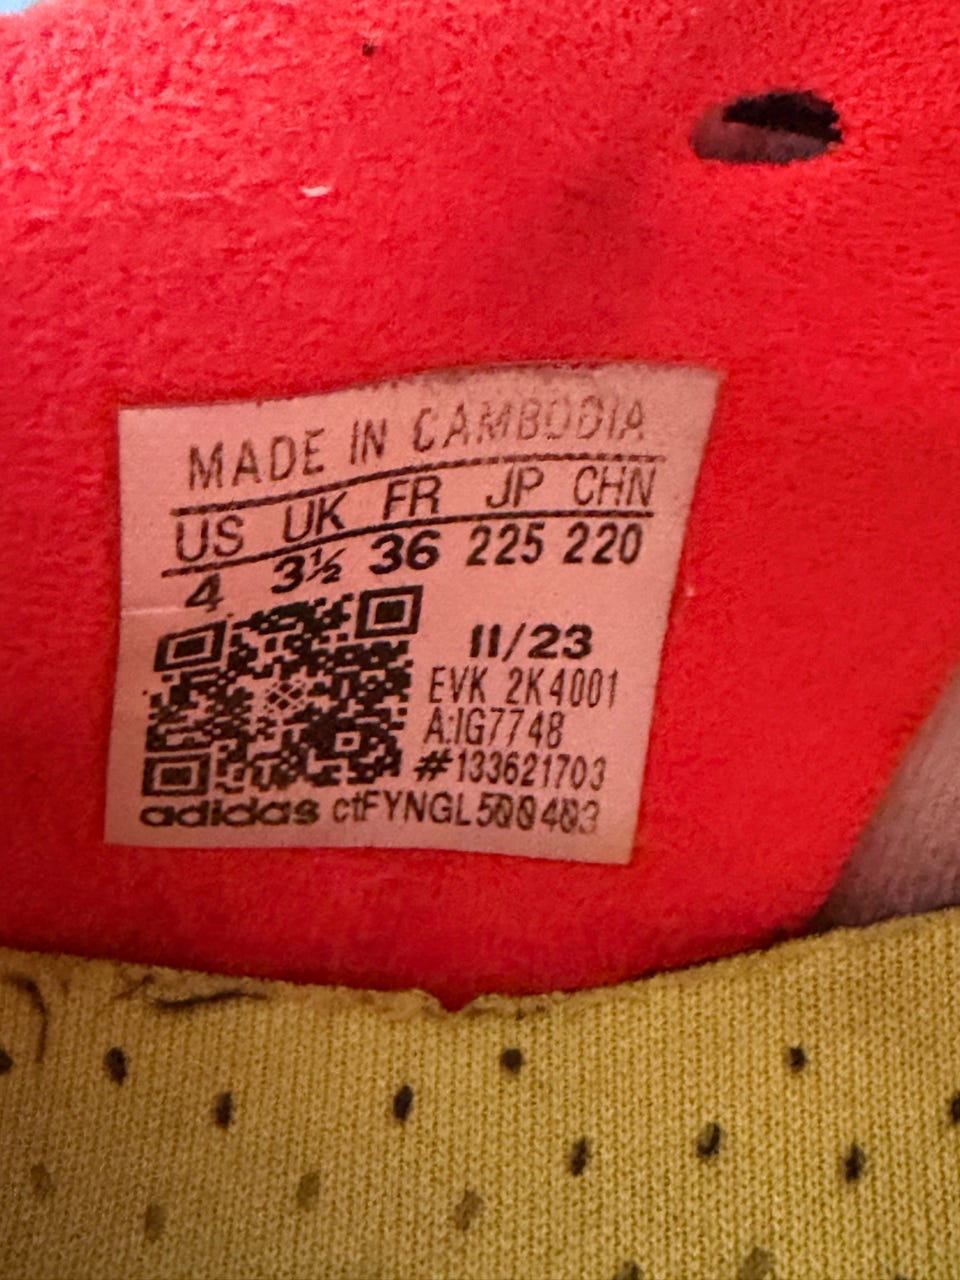 MADE IN CAMBODIA
US UK FR JP CHN
4 3½ 36 225 220
11/23
EVK 2K4001
A:IG7748
#133621703
adidas ctFYNGL500403